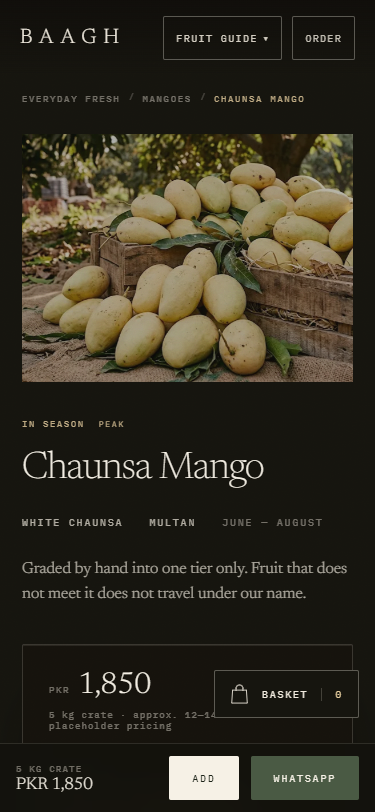 BAAGH
FRUIT GUIDE ▾
ORDER
EVERYDAY FRESH / MANGOES / CHAUNSA MANGO
IN SEASON PEAK
Chaunsa Mango
WHITE CHAUNSA MULTAN JUNE — AUGUST
Graded by hand into one tier only. Fruit that does
not meet it does not travel under our name.
PKR 1,850
5 kg crate · approx. 12–14
placeholder pricing
BASKET 0
5 KG CRATE
PKR 1,850
ADD
WHATSAPP